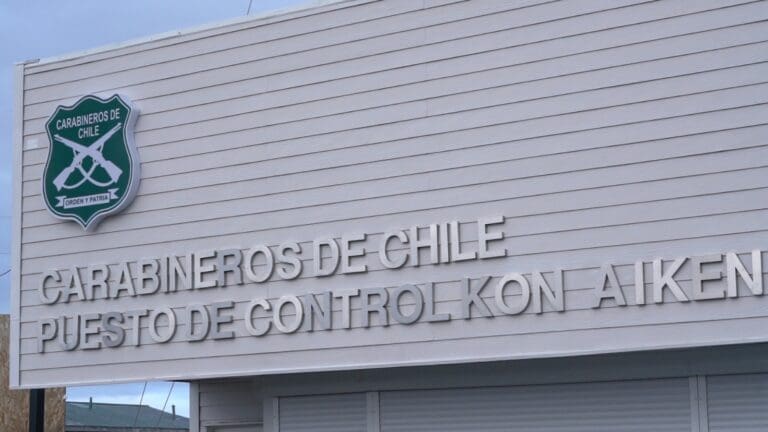 CARABINEROS DE
CHILE
ORDEN Y PATRIA
CARABINEROS DE CHILE
PUESTO DE CONTROL KON AIKEN